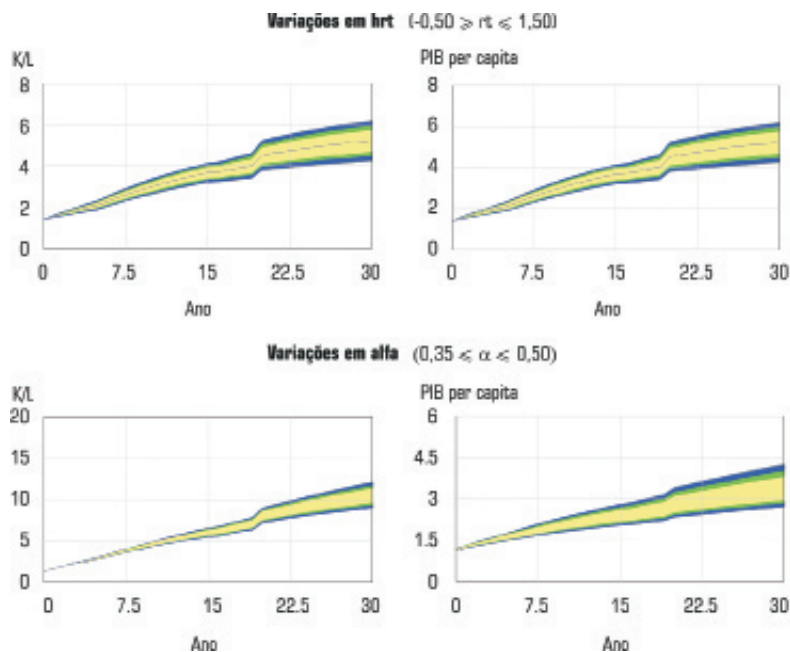 Variações em hrt (-0,50 ⩾ rt ⩽ 1,50)
K/L
8
6
4
2
0
0 7.5 15 22.5 30
Ano
PIB per capita
8
6
4
2
0
0 7.5 15 22.5 30
Ano
Variações em alfa (0,35 ⩽ α ⩽ 0,50)
K/L
20
15
10
5
0
0 7.5 15 22.5 30
Ano
PIB per capita
6
4.5
3
1.5
0
0 7.5 15 22.5 30
Ano